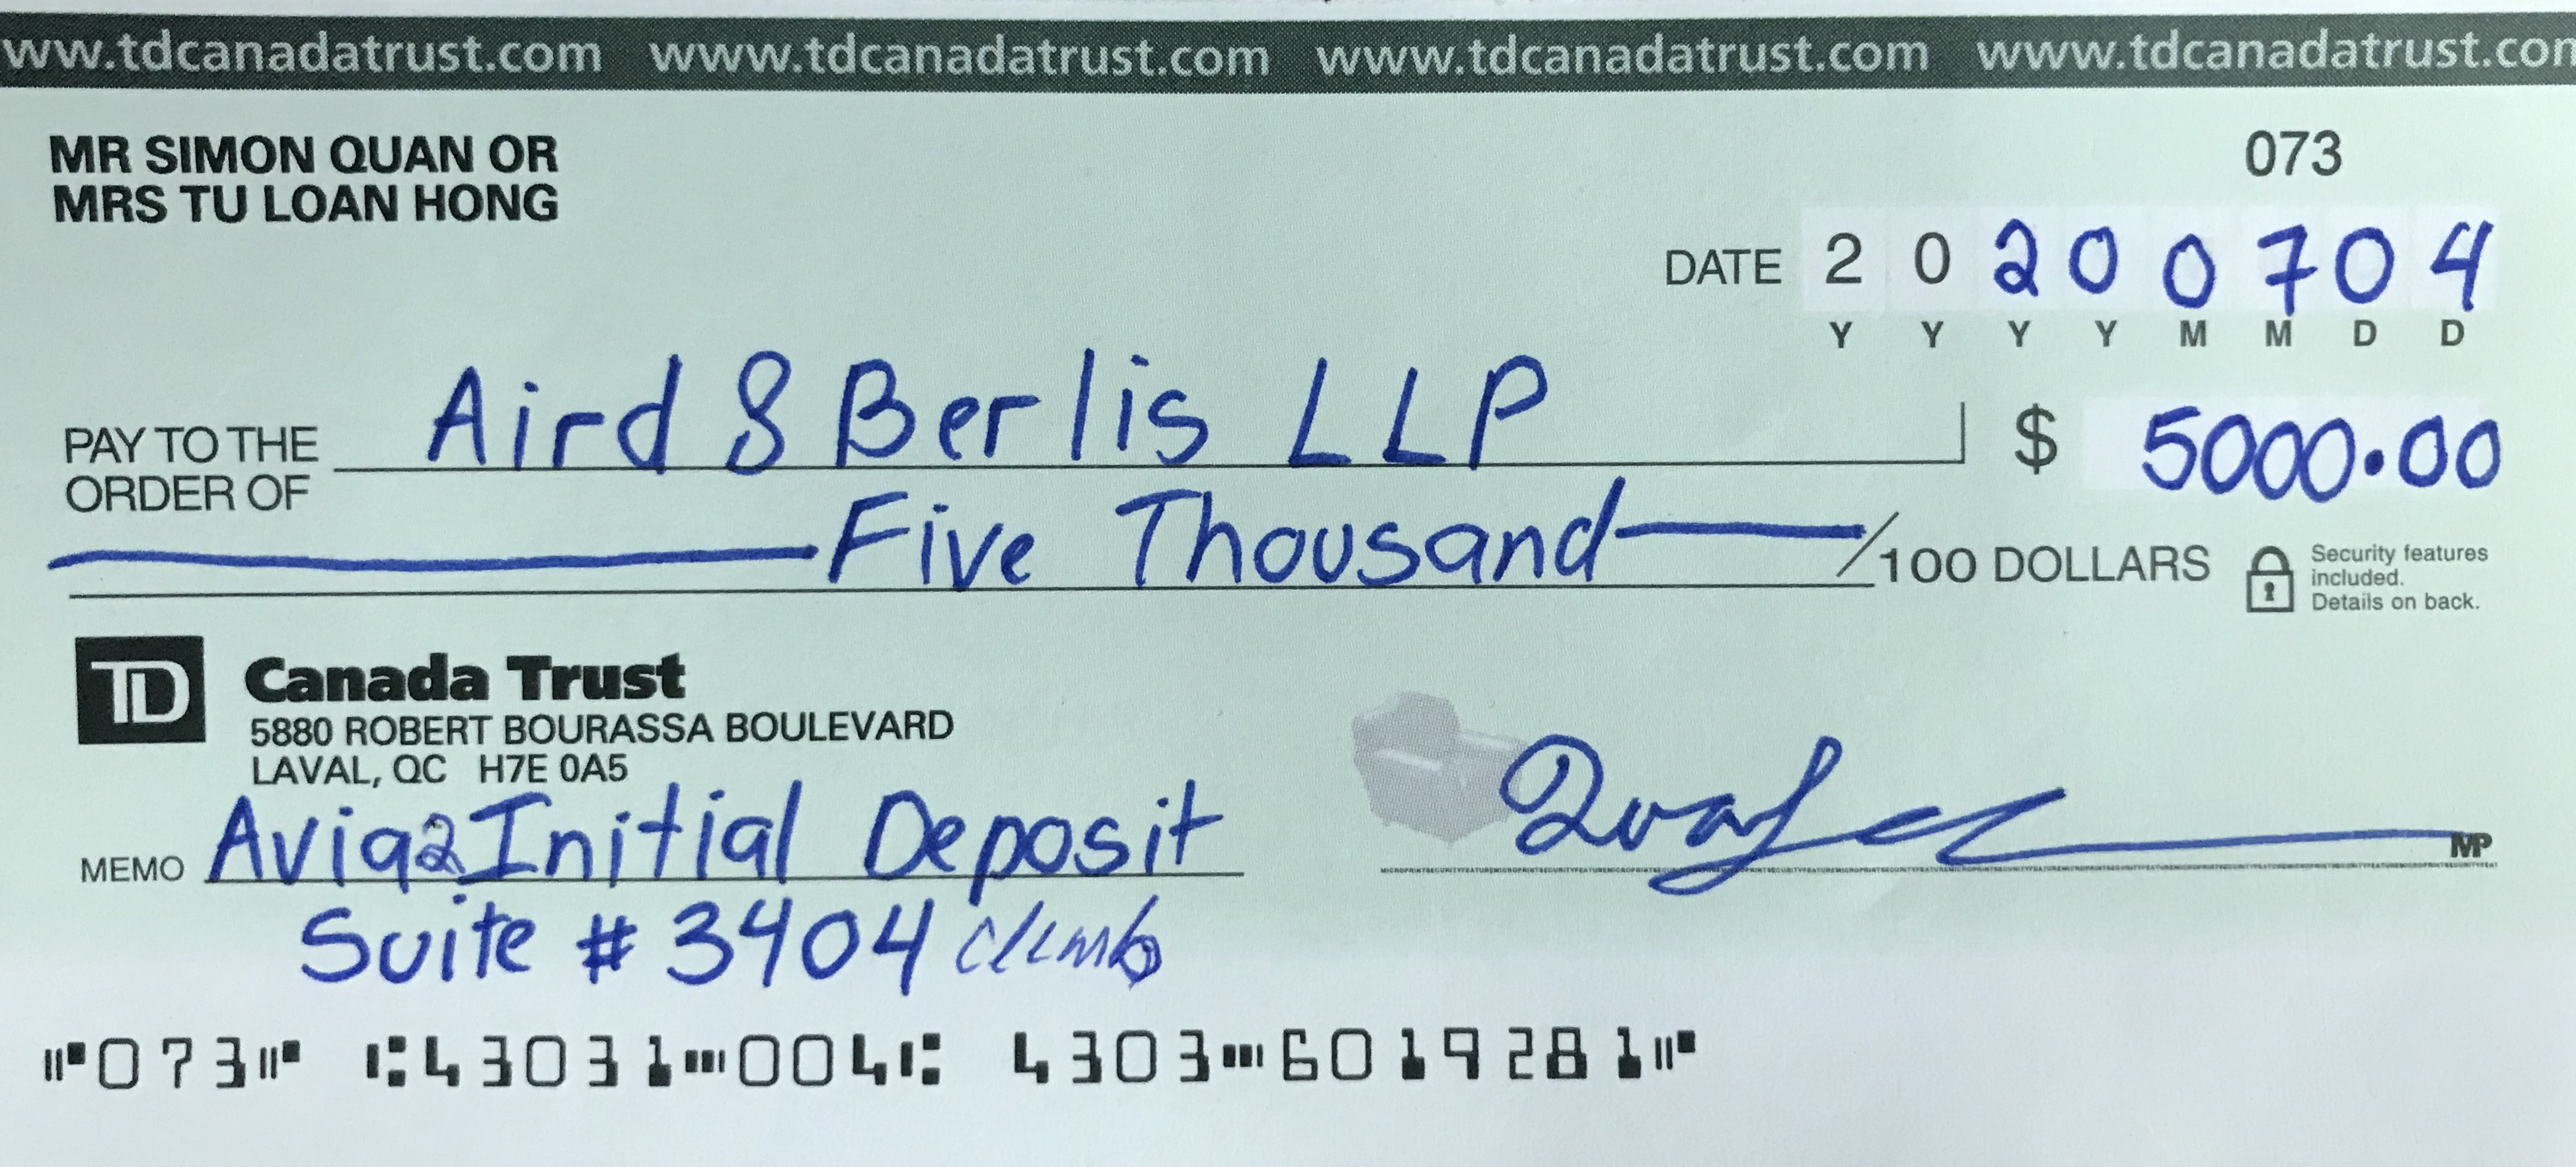 ww.tdcanadatrust.com www.tdcanadatrust.com www.tdcanadatrust.com www.tdcanadatrust.con
MR SIMON QUAN OR
MRS TU LOAN HONG
073
DATE 2 0 2 0 0 7 0 4
Y Y Y Y M M D D
PAY TO THE ORDER OF Aird & Berlis LLP $ 5000.00
Five Thousand /100 DOLLARS
Security features
included.
Details on back.
TD Canada Trust
5880 ROBERT BOURASSA BOULEVARD
LAVAL, QC H7E 0A5
MEMO Avia2 Initial Deposit
MP
Suite # 3404
073 43031 004 4303 6019281